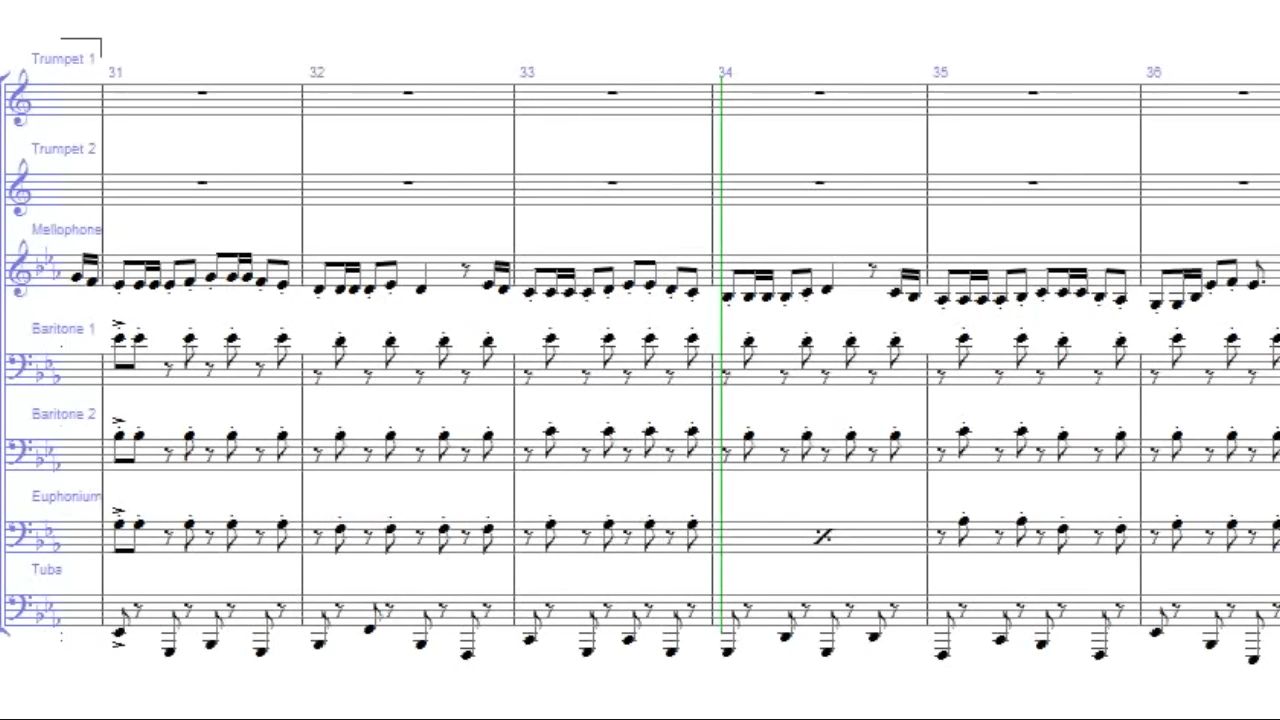 Trumpet 1
31 32 33 34 35 36
Trumpet 2
Mellophone
Baritone 1
Baritone 2
Euphonium
Tuba